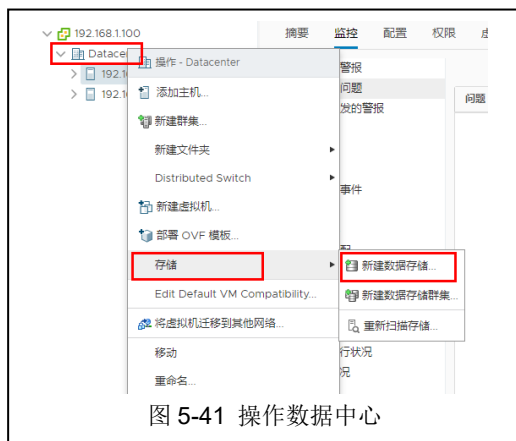 192.168.1.100
摘要 监控 配置 权限
Datace
操作 - Datacenter
警报
192.1
添加主机...
问题
192.1
发的警报
问题
新建群集...
新建文件夹
Distributed Switch
事件
新建虚拟机...
部署 OVF 模板...
存储
新建数据存储...
Edit Default VM Compatibility...
新建数据存储群集...
将虚拟机迁移到其他网络...
重新扫描存储...
移动
行状况
况
重命名...
图 5-41 操作数据中心